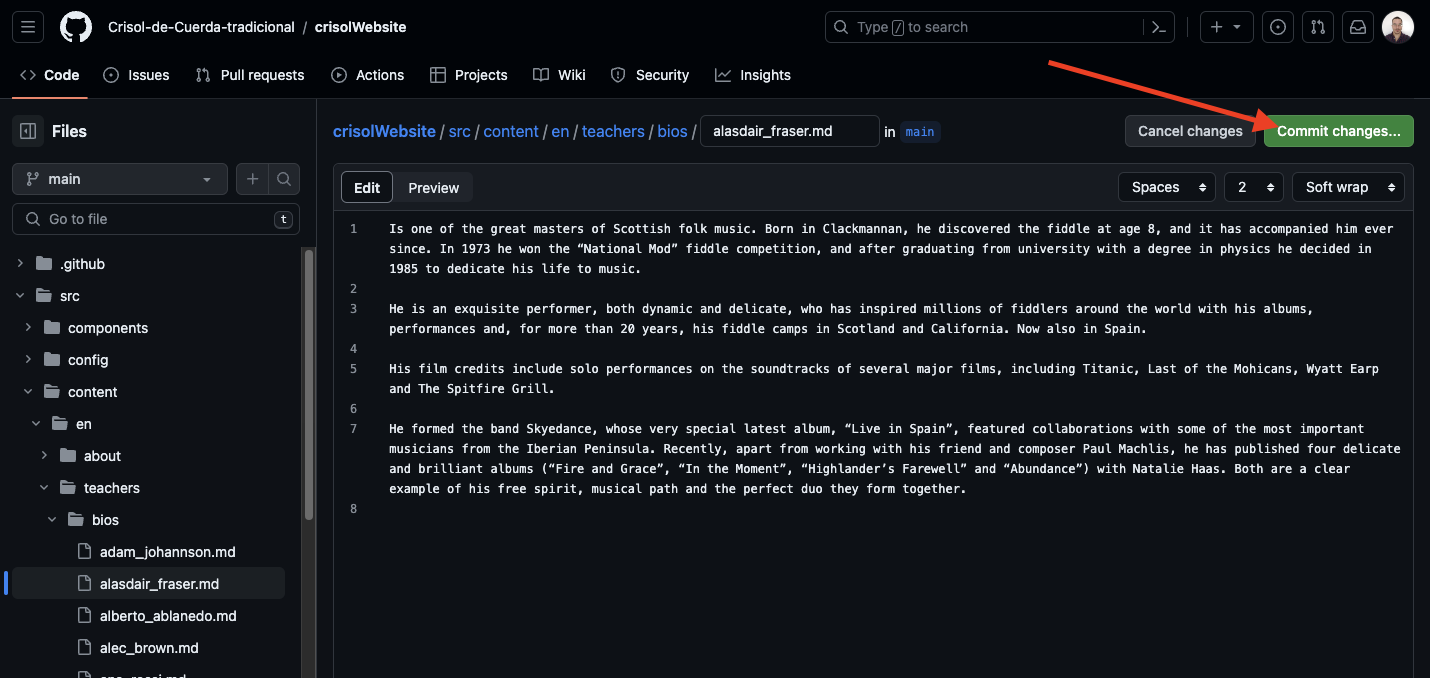 Crisol-de-Cuerda-tradicional / crisolWebsite
Type / to search
Code Issues Pull requests Actions Projects Wiki Security Insights
Files
main
Go to file t
.github
src
components
config
content
en
about
teachers
bios
adam_johannson.md
alasdair_fraser.md
alberto_ablanedo.md
alec_brown.md
crisolWebsite / src / content / en / teachers / bios / alasdair_fraser.md in main
Cancel changes Commit changes...
Edit Preview
Spaces 2 Soft wrap
1 Is one of the great masters of Scottish folk music. Born in Clackmannan, he discovered the fiddle at age 8, and it has accompanied him ever
since. In 1973 he won the “National Mod” fiddle competition, and after graduating from university with a degree in physics he decided in
1985 to dedicate his life to music.
2
3 He is an exquisite performer, both dynamic and delicate, who has inspired millions of fiddlers around the world with his albums,
performances and, for more than 20 years, his fiddle camps in Scotland and California. Now also in Spain.
4
5 His film credits include solo performances on the soundtracks of several major films, including Titanic, Last of the Mohicans, Wyatt Earp
and The Spitfire Grill.
6
7 He formed the band Skyedance, whose very special latest album, “Live in Spain”, featured collaborations with some of the most important
musicians from the Iberian Peninsula. Recently, apart from working with his friend and composer Paul Machlis, he has published four delicate
and brilliant albums (“Fire and Grace”, “In the Moment”, “Highlander’s Farewell” and “Abundance”) with Natalie Haas. Both are a clear
example of his free spirit, musical path and the perfect duo they form together.
8